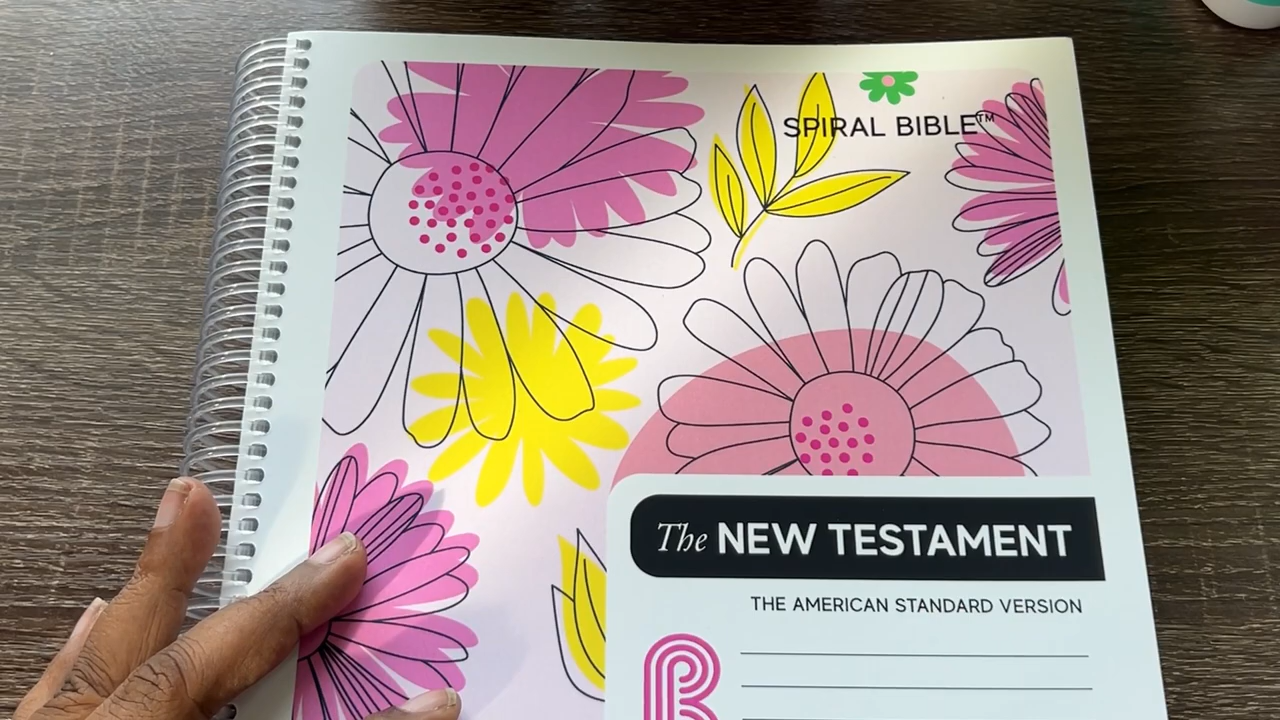 SPIRAL BIBLE™
The NEW TESTAMENT
THE AMERICAN STANDARD VERSION
B